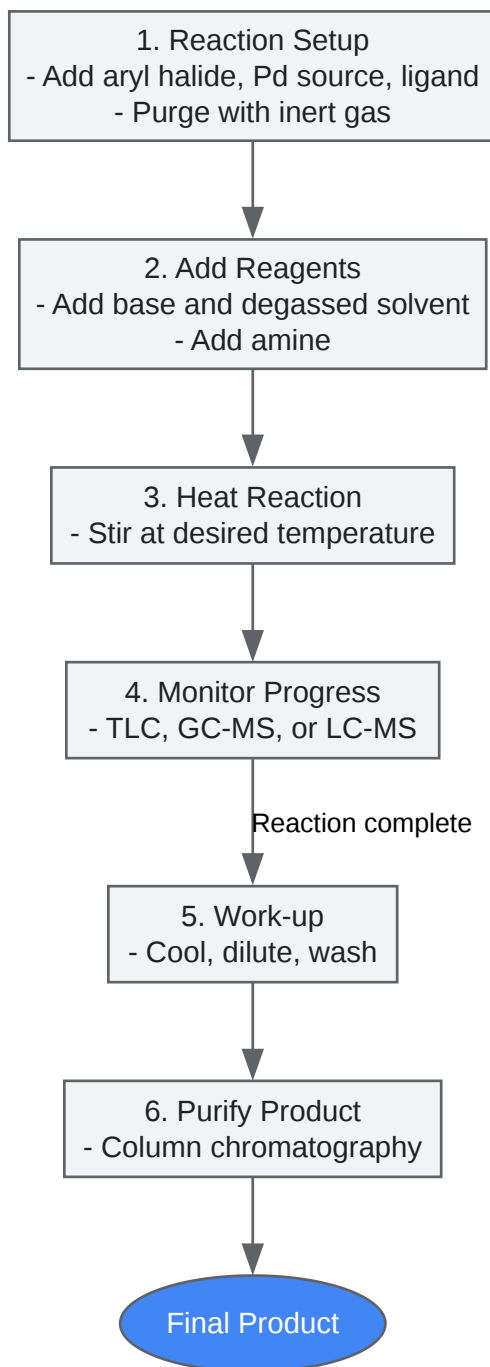 1. Reaction Setup
- Add aryl halide, Pd source, ligand
- Purge with inert gas
2. Add Reagents
- Add base and degassed solvent
- Add amine
3. Heat Reaction
- Stir at desired temperature
4. Monitor Progress
- TLC, GC-MS, or LC-MS
Reaction complete
5. Work-up
- Cool, dilute, wash
6. Purify Product
- Column chromatography
Final Product